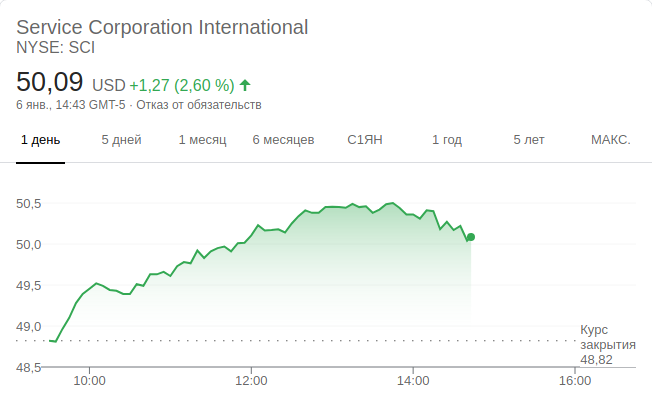 Service Corporation International
NYSE: SCI
50,09 USD +1,27 (2,60 %)
6 янв., 14:43 GMT-5 · Отказ от обязательств
1 день 5 дней 1 месяц 6 месяцев С1ЯН 1 год 5 лет МАКС.
50,5
50,0
49,5
49,0
Курс
закрытия
48,82
48,5
10:00 12:00 14:00 16:00